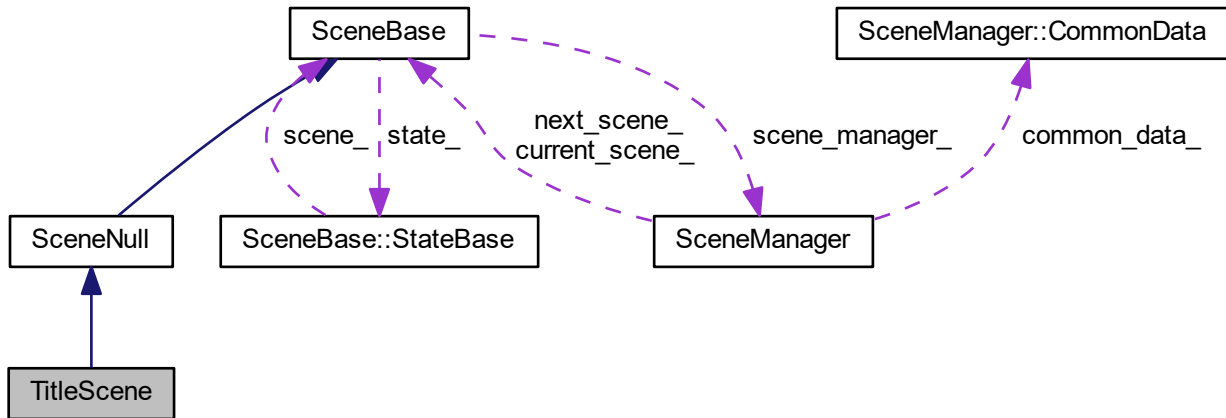 SceneBase
SceneManager::CommonData
next_scene_
current_scene_
scene_
state_
scene_manager_
common_data_
SceneNull
SceneBase::StateBase
SceneManager
TitleScene